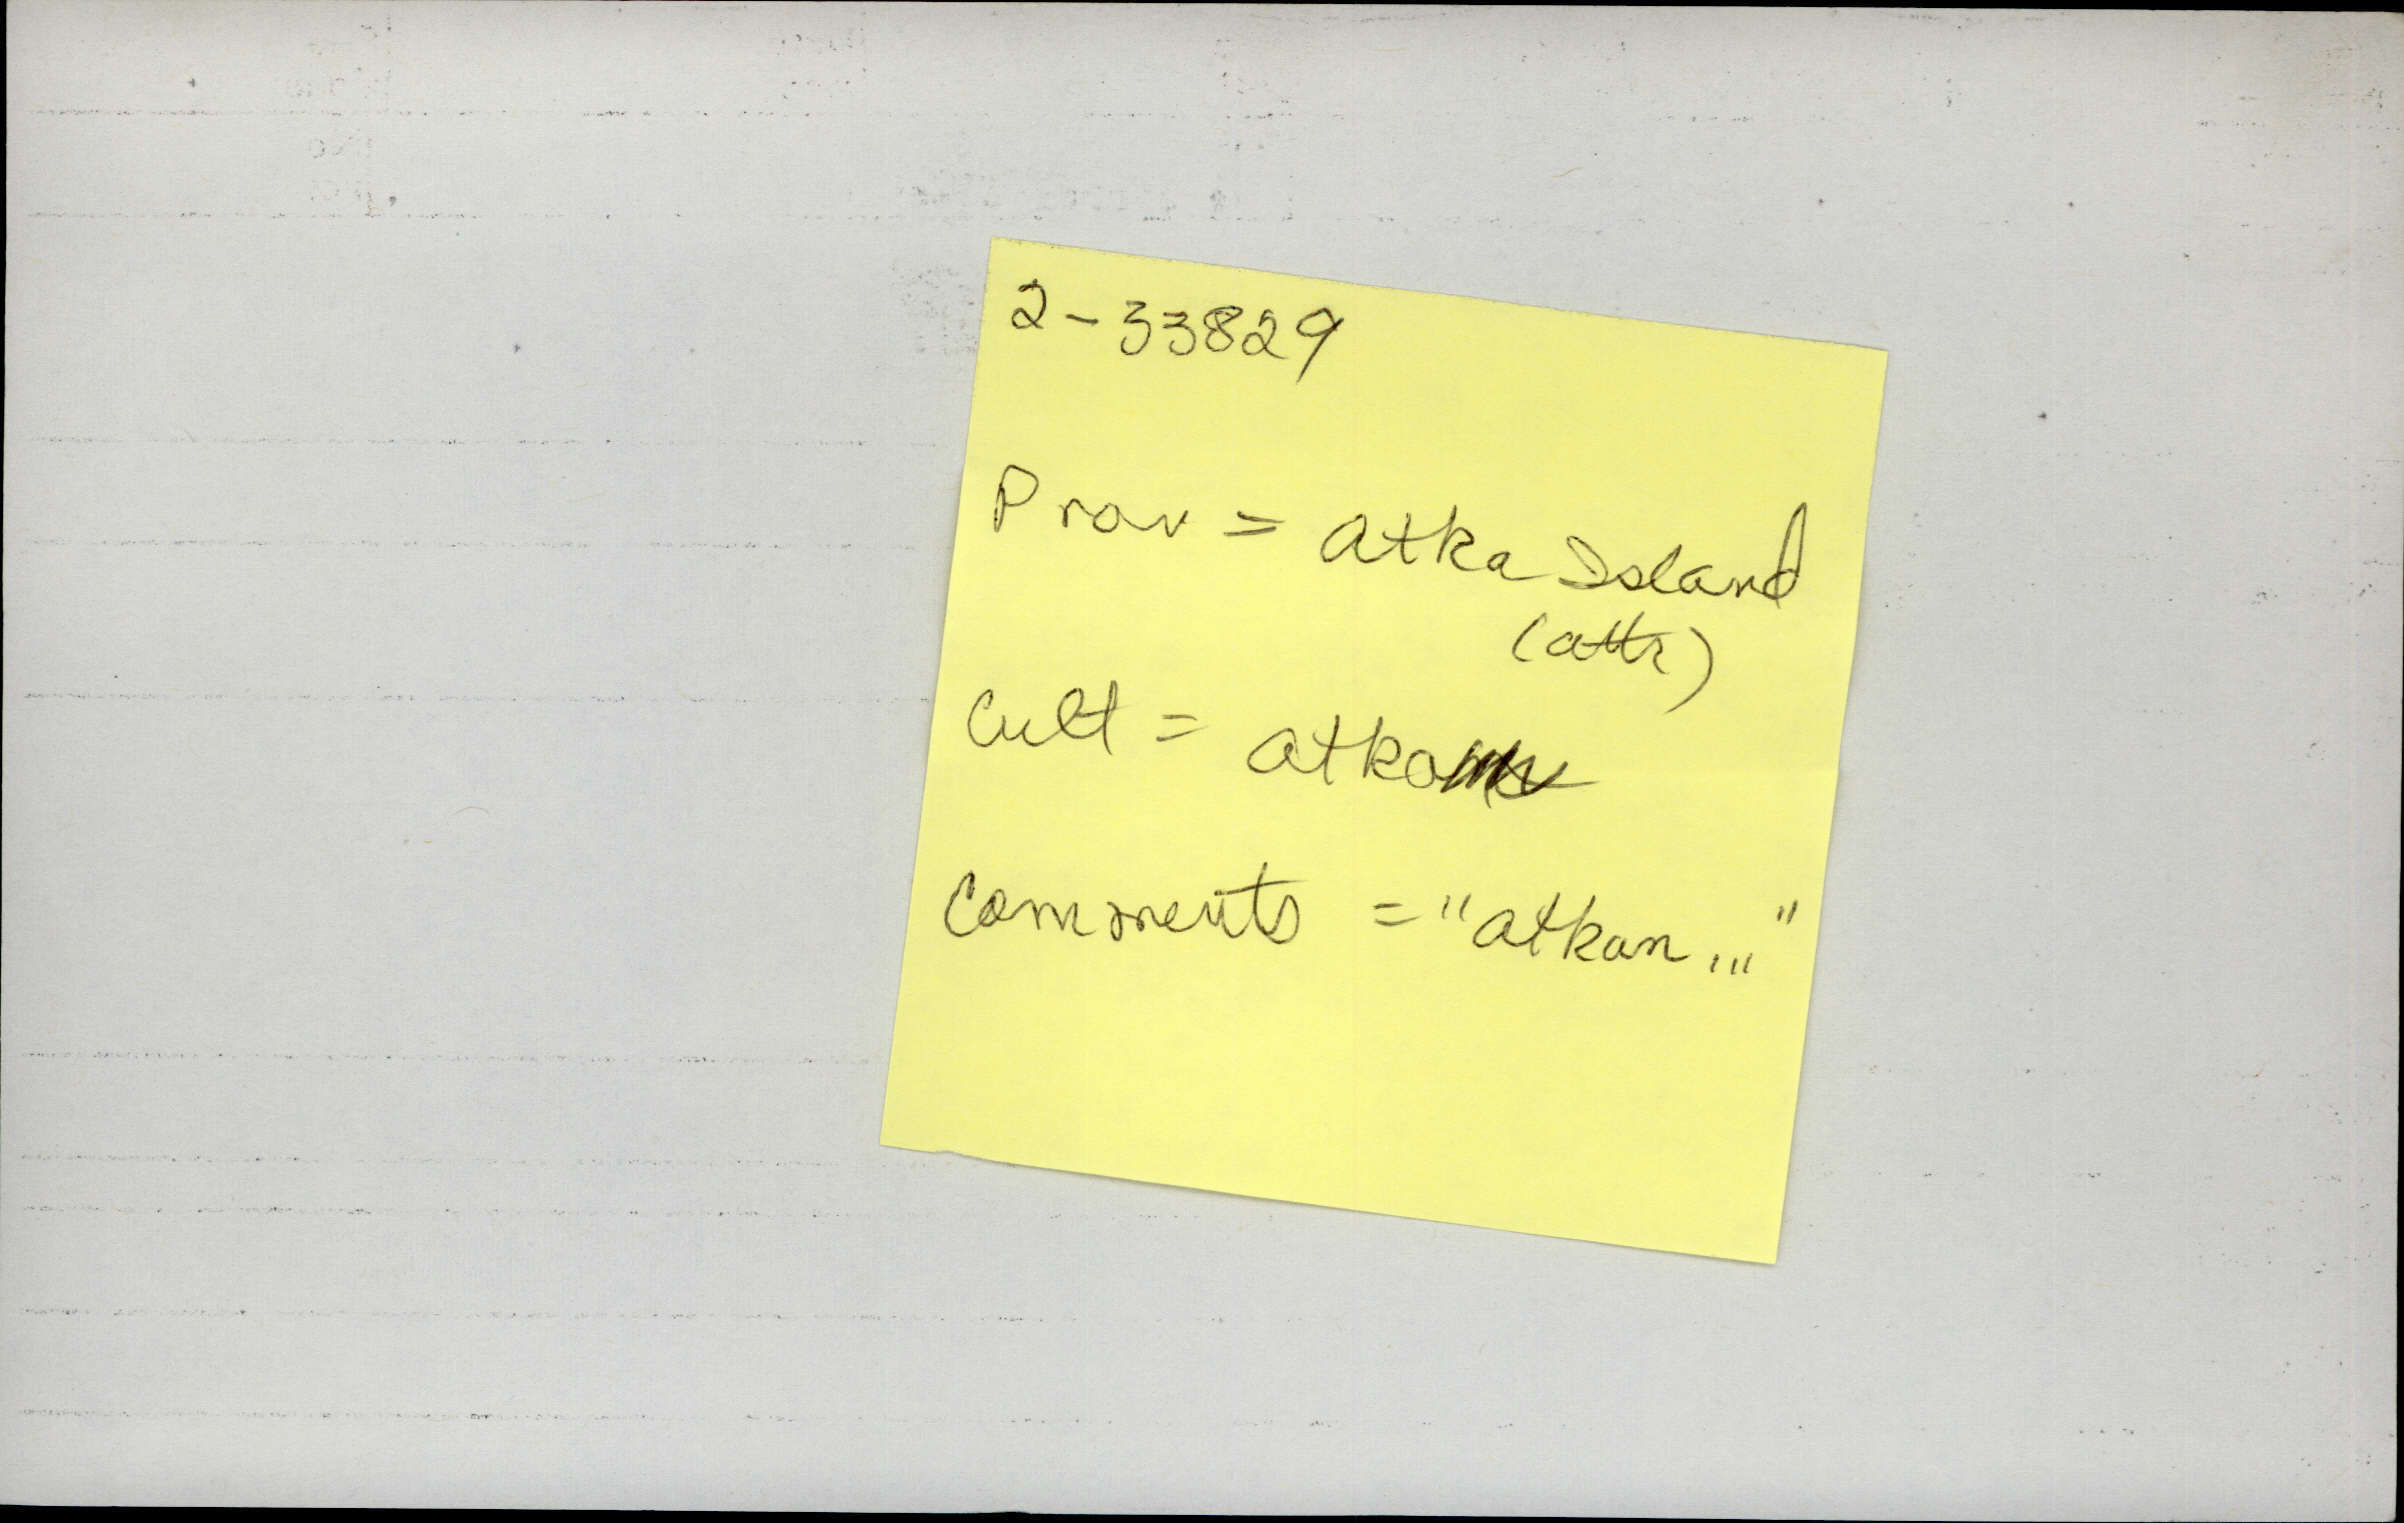 2-33829
Prov = Atka Island
(attr)
Cult = Atka
Comments = "Atkan..."